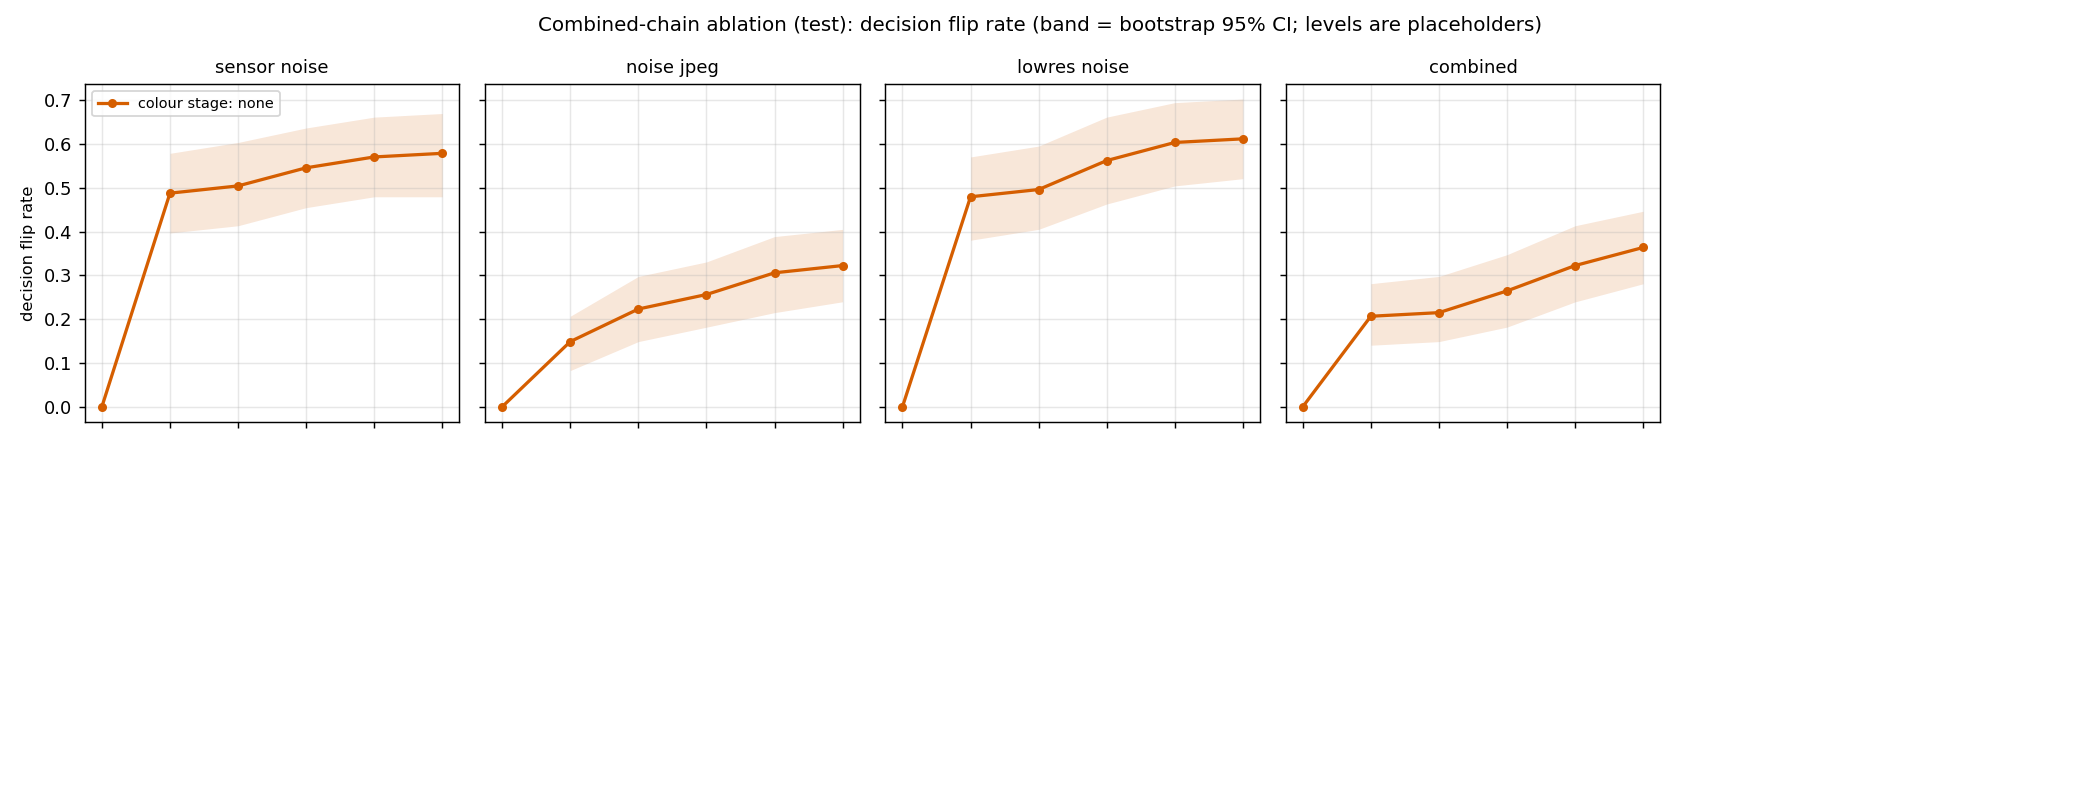 Combined-chain ablation (test): decision flip rate (band = bootstrap 95% CI; levels are placeholders)
sensor noise
noise jpeg
lowres noise
combined
colour stage: none
decision flip rate
0.7
0.6
0.5
0.4
0.3
0.2
0.1
0.0